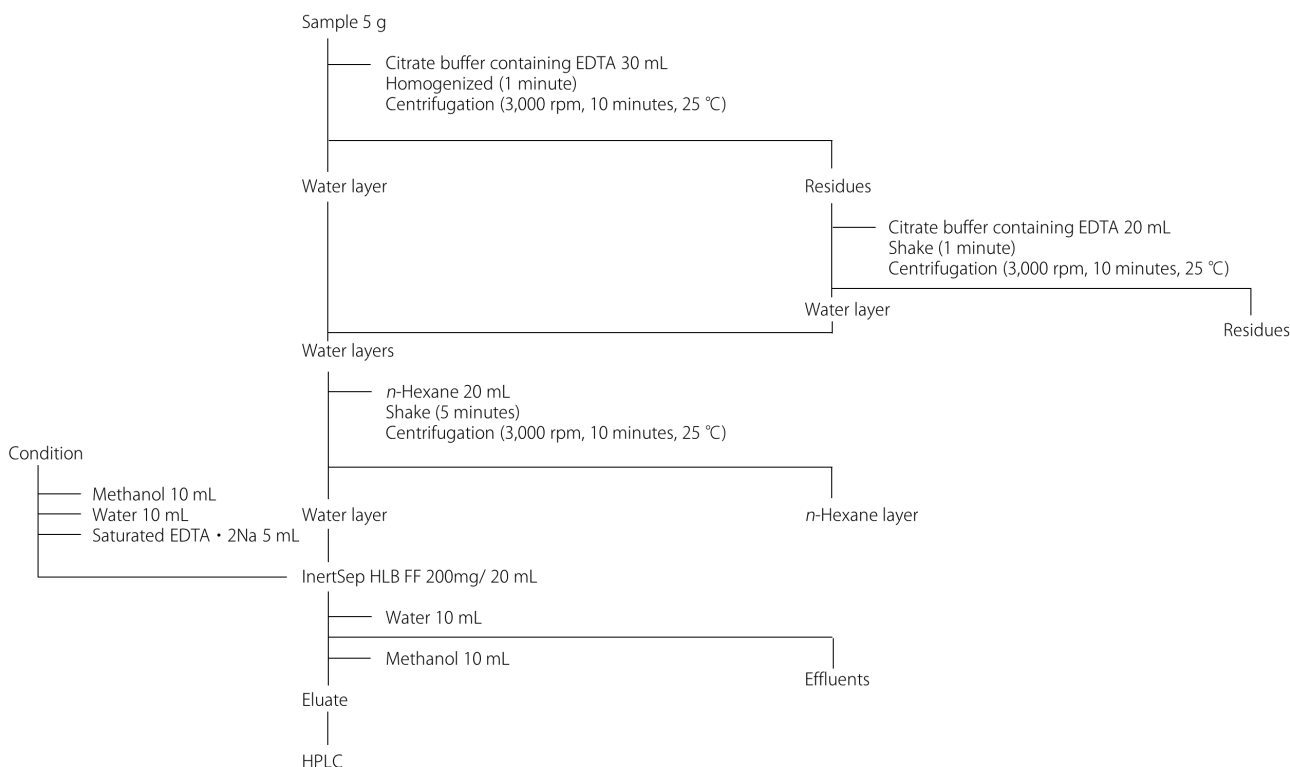 Sample 5 g
Citrate buffer containing EDTA 30 mL
Homogenized (1 minute)
Centrifugation (3,000 rpm, 10 minutes, 25 ℃)
Water layer
Residues
Citrate buffer containing EDTA 20 mL
Shake (1 minute)
Centrifugation (3,000 rpm, 10 minutes, 25 ℃)
Water layer
Residues
Water layers
n-Hexane 20 mL
Shake (5 minutes)
Centrifugation (3,000 rpm, 10 minutes, 25 ℃)
Condition
Methanol 10 mL
Water 10 mL
Saturated EDTA・2Na 5 mL
Water layer
n-Hexane layer
InertSep HLB FF 200mg/ 20 mL
Water 10 mL
Methanol 10 mL
Effluents
Eluate
HPLC